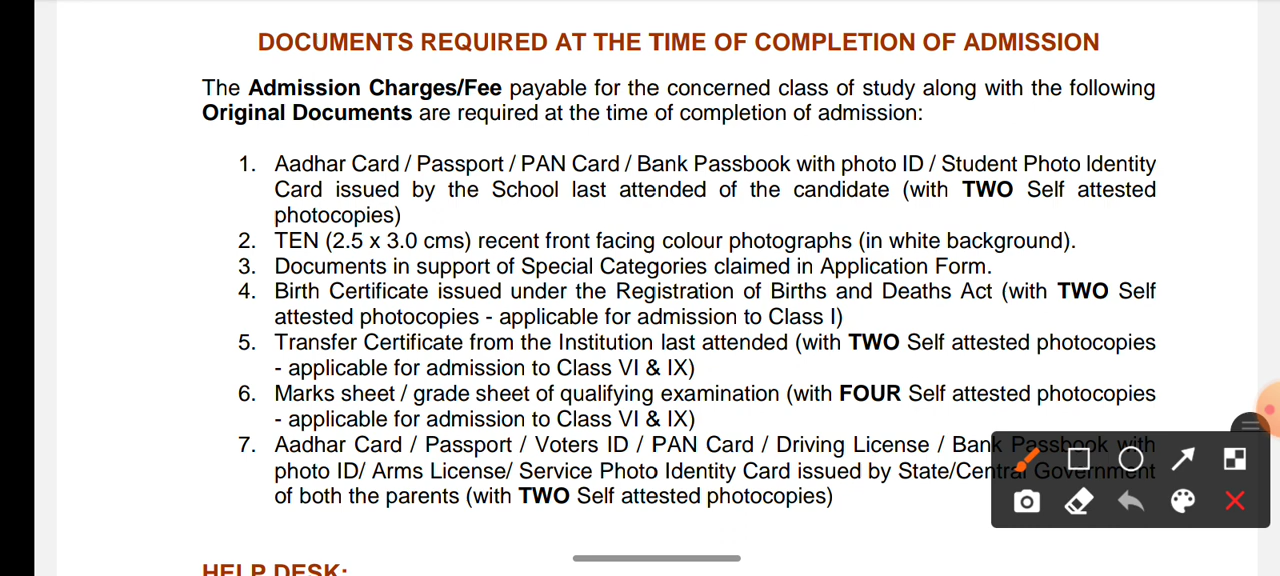 DOCUMENTS REQUIRED AT THE TIME OF COMPLETION OF ADMISSION
The Admission Charges/Fee payable for the concerned class of study along with the following
Original Documents are required at the time of completion of admission:
1. Aadhar Card / Passport / PAN Card / Bank Passbook with photo ID / Student Photo Identity
Card issued by the School last attended of the candidate (with TWO Self attested
photocopies)
2. TEN (2.5 x 3.0 cms) recent front facing colour photographs (in white background).
3. Documents in support of Special Categories claimed in Application Form.
4. Birth Certificate issued under the Registration of Births and Deaths Act (with TWO Self
attested photocopies - applicable for admission to Class I)
5. Transfer Certificate from the Institution last attended (with TWO Self attested photocopies
- applicable for admission to Class VI & IX)
6. Marks sheet / grade sheet of qualifying examination (with FOUR Self attested photocopies
- applicable for admission to Class VI & IX)
7. Aadhar Card / Passport / Voters ID / PAN Card / Driving License / Bank Passbook with
photo ID/ Arms License/ Service Photo Identity Card issued by State/Central Government
of both the parents (with TWO Self attested photocopies)
HELP DESK: